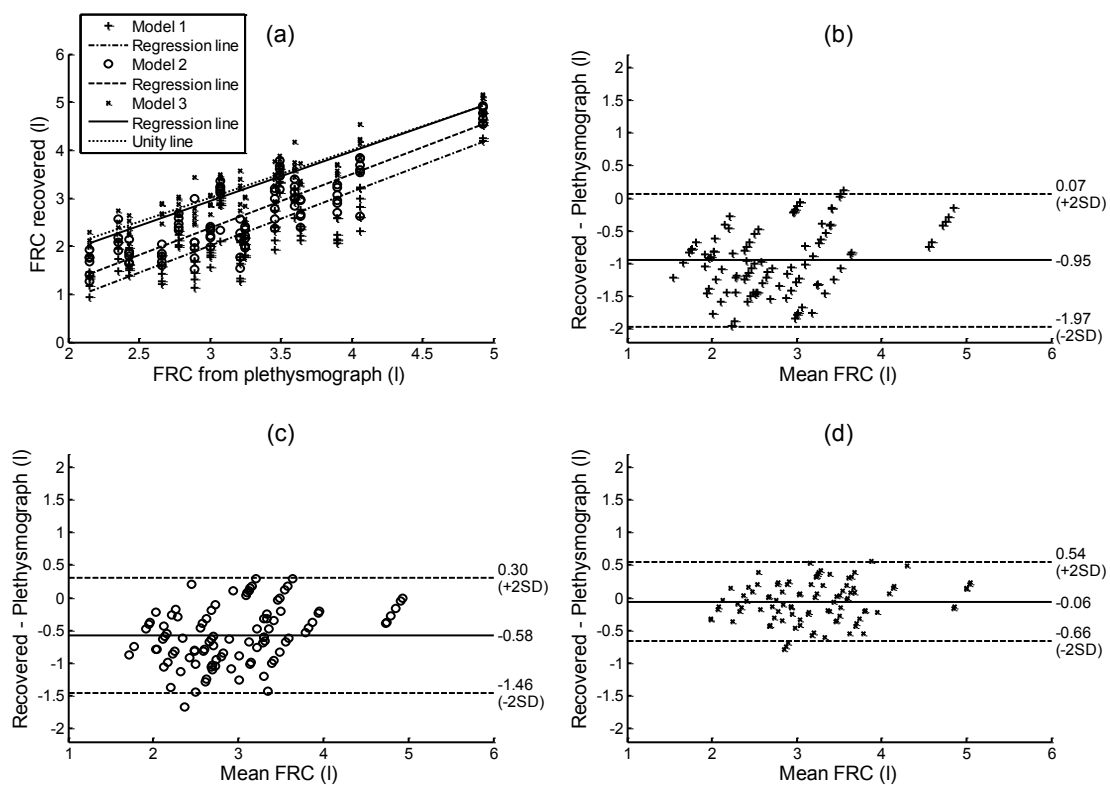 (a)
Model 1
Regression line
Model 2
Regression line
Model 3
Regression line
Unity line
6
5
4
3
2
1
0
FRC recovered (l)
2 2.5 3 3.5 4 4.5 5
FRC from plethysmograph (l)
(b)
2
1.5
1
0.5
0
-0.5
-1
-1.5
-2
Recovered - Plethysmograph (l)
0.07
(+2SD)
-0.95
-1.97
(-2SD)
1 2 3 4 5 6
Mean FRC (l)
(c)
2
1.5
1
0.5
0
-0.5
-1
-1.5
-2
Recovered - Plethysmograph (l)
0.30
(+2SD)
-0.58
-1.46
(-2SD)
1 2 3 4 5 6
Mean FRC (l)
(d)
2
1.5
1
0.5
0
-0.5
-1
-1.5
-2
Recovered - Plethysmograph (l)
0.54
(+2SD)
-0.06
-0.66
(-2SD)
1 2 3 4 5 6
Mean FRC (l)